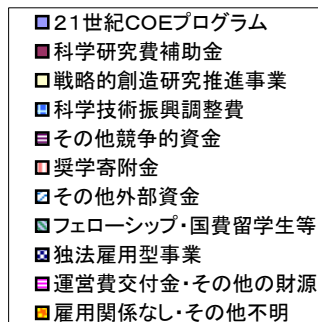 21世紀COEプログラム
科学研究費補助金
戦略的創造研究推進事業
科学技術振興調整費
その他競争的資金
奨学寄附金
その他外部資金
フェローシップ・国費留学生等
独法雇用型事業
運営費交付金・その他の財源
雇用関係なし・その他不明